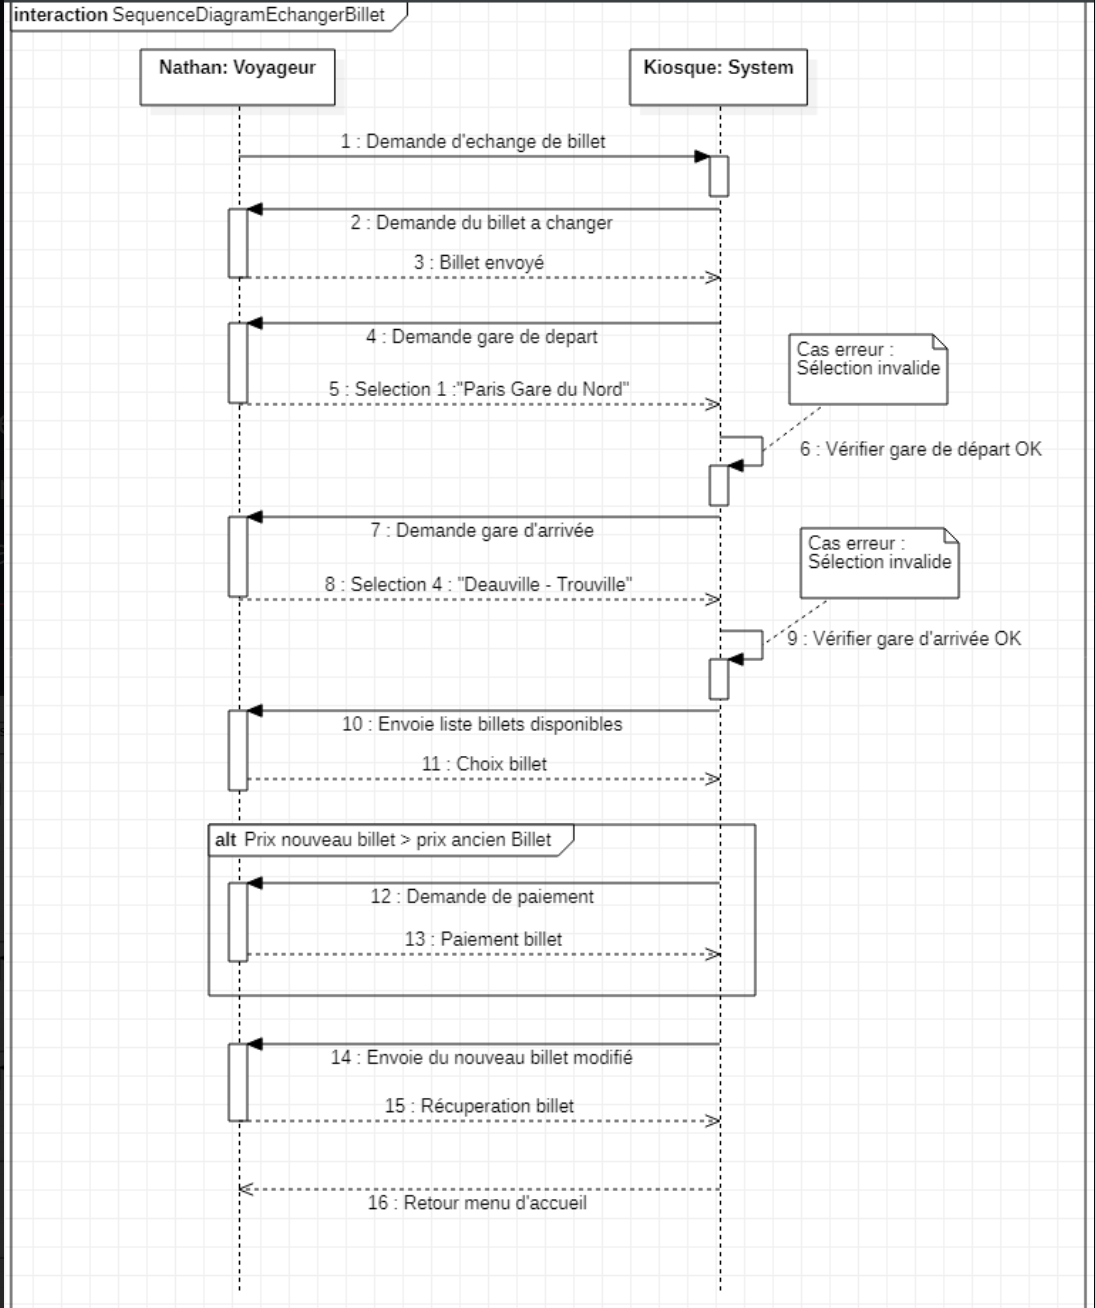 interaction SequenceDiagramEchangerBillet
Nathan: Voyageur
Kiosque: System
1 : Demande d'echange de billet
2 : Demande du billet a changer
3 : Billet envoyé
4 : Demande gare de depart
Cas erreur :
Sélection invalide
5 : Selection 1 :"Paris Gare du Nord"
6 : Vérifier gare de départ OK
7 : Demande gare d'arrivée
Cas erreur :
Sélection invalide
8 : Selection 4 : "Deauville - Trouville"
9 : Vérifier gare d'arrivée OK
10 : Envoie liste billets disponibles
11 : Choix billet
alt Prix nouveau billet > prix ancien Billet
12 : Demande de paiement
13 : Paiement billet
14 : Envoie du nouveau billet modifié
15 : Récuperation billet
16 : Retour menu d'accueil